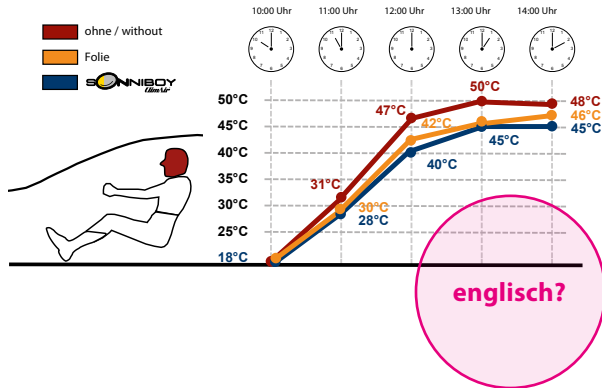 10:00 Uhr 11:00 Uhr 12:00 Uhr 13:00 Uhr 14:00 Uhr
ohne / without
Folie
SONNIBOY
ClimAir
50°C
45°C
40°C
35°C
30°C
25°C
18°C
31°C
47°C
50°C
48°C
30°C
42°C
46°C
28°C
40°C
45°C
45°C
englisch?